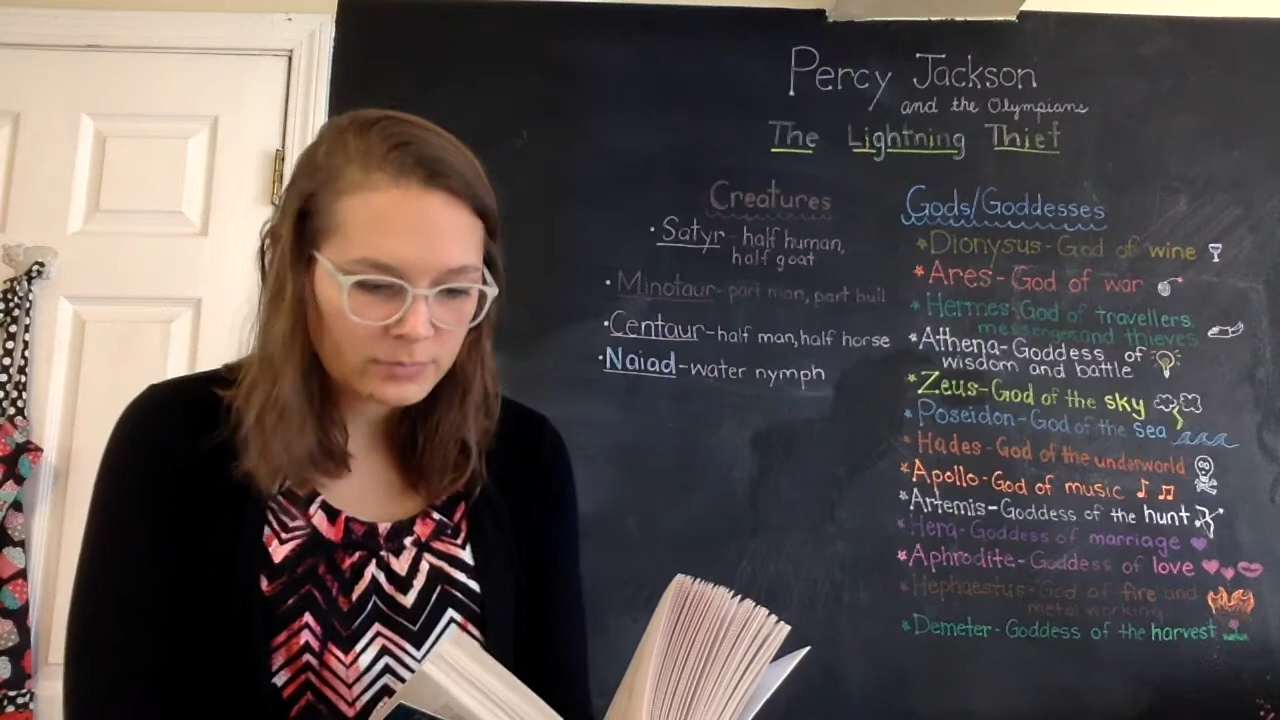 Percy Jackson
and the Olympians
The Lightning Thief
Creatures
• Satyr - half human,
half goat
• Minotaur - part man, part bull
• Centaur - half man, half horse
• Naiad - water nymph
Gods/Goddesses
* Dionysus - God of wine
* Ares - God of war
* Hermes - God of travellers,
messengers and thieves
* Athena - Goddess of
wisdom and battle
* Zeus - God of the sky
* Poseidon - God of the sea
* Hades - God of the underworld
* Apollo - God of music
* Artemis - Goddess of the hunt
* Hera - Goddess of marriage
* Aphrodite - Goddess of love
* Hephaestus - God of fire and
metal working
* Demeter - Goddess of the harvest